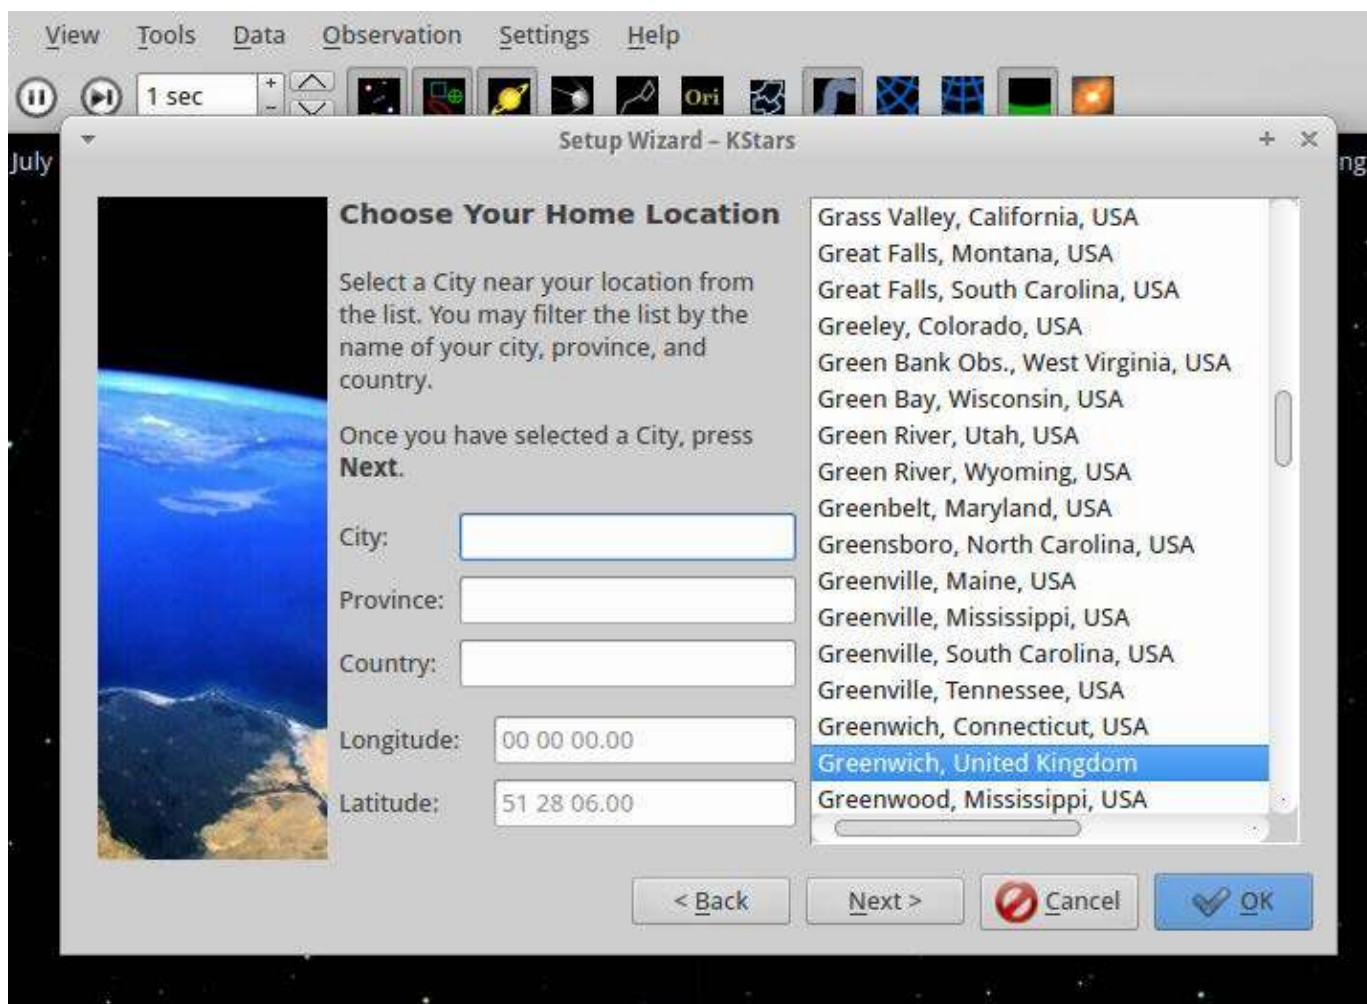 View Tools Data Observation Settings Help
1 sec + -
Ori
Setup Wizard – KStars
July
ng
Choose Your Home Location
Select a City near your location from
the list. You may filter the list by the
name of your city, province, and
country.
Once you have selected a City, press
Next.
City:
Province:
Country:
Longitude: 00 00 00.00
Latitude: 51 28 06.00
Grass Valley, California, USA
Great Falls, Montana, USA
Great Falls, South Carolina, USA
Greeley, Colorado, USA
Green Bank Obs., West Virginia, USA
Green Bay, Wisconsin, USA
Green River, Utah, USA
Green River, Wyoming, USA
Greenbelt, Maryland, USA
Greensboro, North Carolina, USA
Greenville, Maine, USA
Greenville, Mississippi, USA
Greenville, South Carolina, USA
Greenville, Tennessee, USA
Greenwich, Connecticut, USA
Greenwich, United Kingdom
Greenwood, Mississippi, USA
< Back Next > Cancel OK